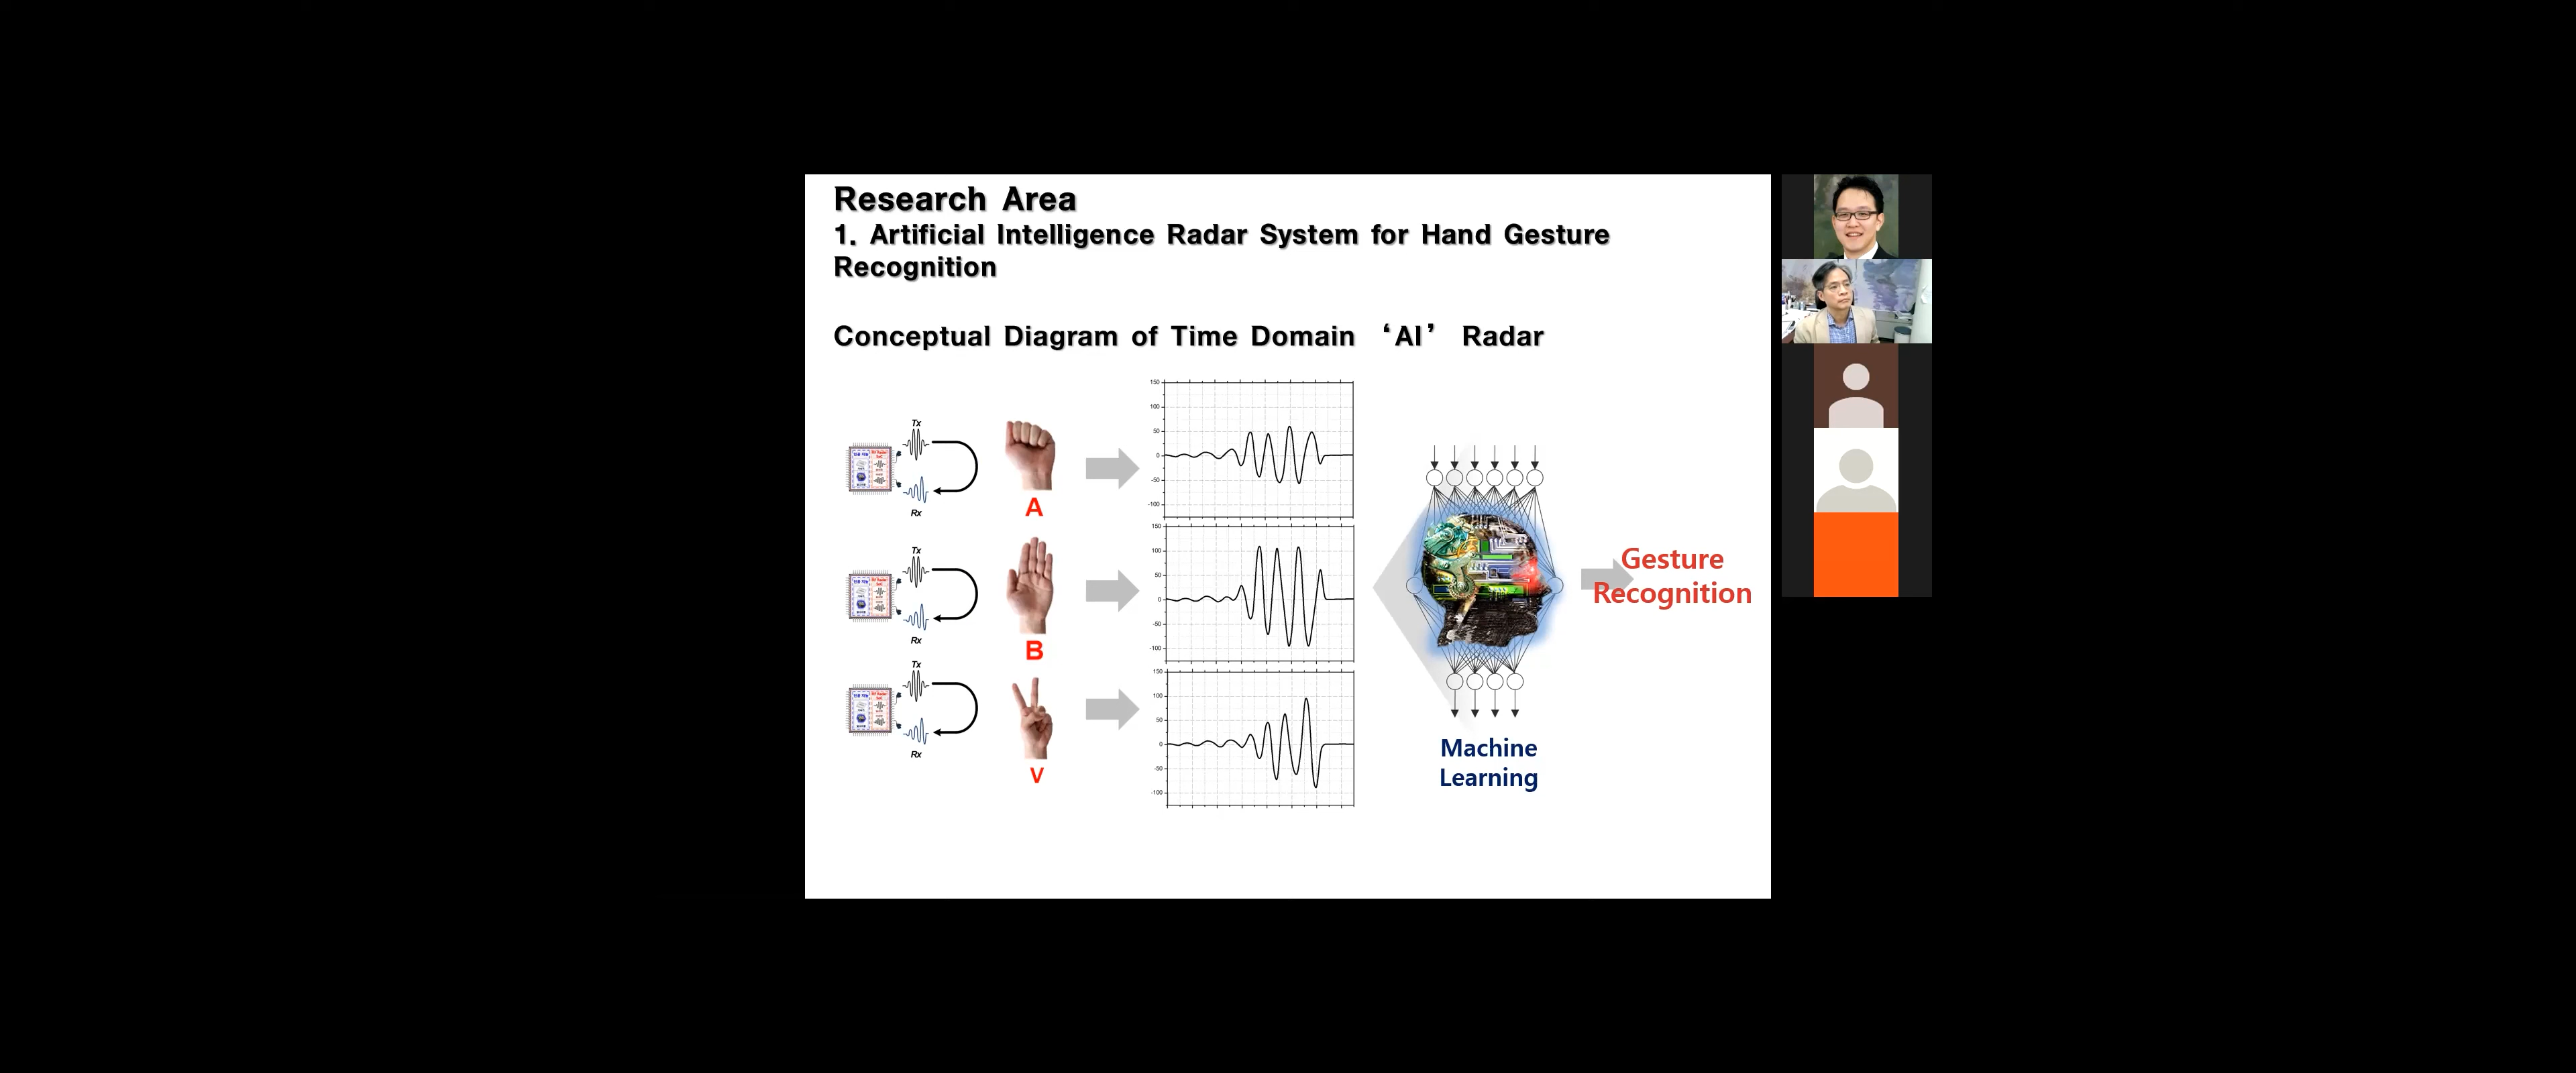 Research Area
1. Artificial Intelligence Radar System for Hand Gesture
Recognition
Conceptual Diagram of Time Domain ‘AI’ Radar
Tx
Rx
A
150
100
50
0
-50
-100
Tx
Rx
B
150
100
50
0
-50
-100
Tx
Rx
V
150
100
50
0
-50
-100
Machine
Learning
Gesture
Recognition